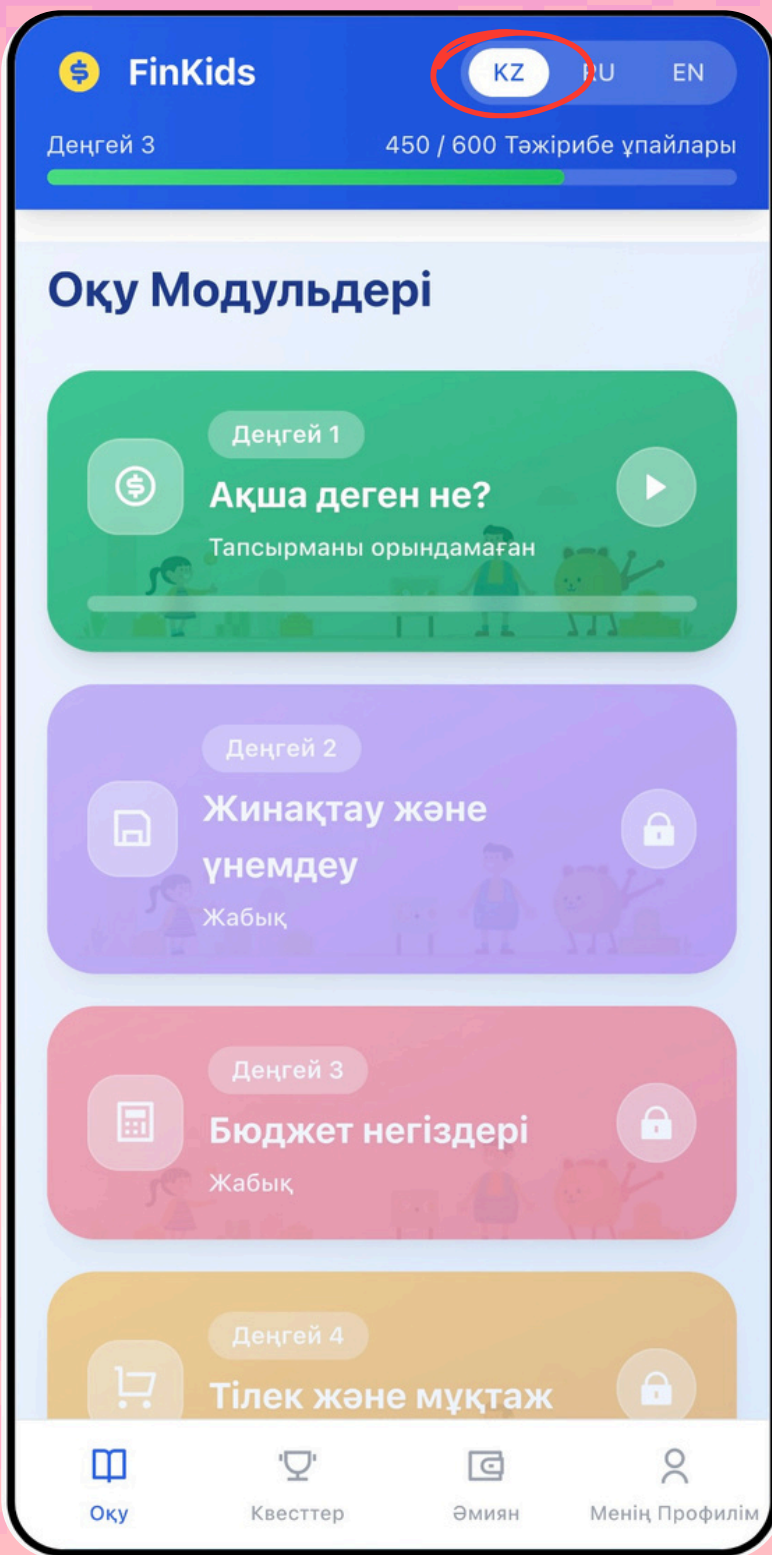 FinKids
KZ RU EN
Деңгей 3
450 / 600 Тәжірибе ұпайлары
Оқу Модульдері
Деңгей 1
Ақша деген не?
Тапсырманы орындамаған
Деңгей 2
Жинақтау және
үнемдеу
Жабық
Деңгей 3
Бюджет негіздері
Жабық
Деңгей 4
Тілек және мұқтаж
Оқу
Квесттер
Әмиян
Менің Профилім